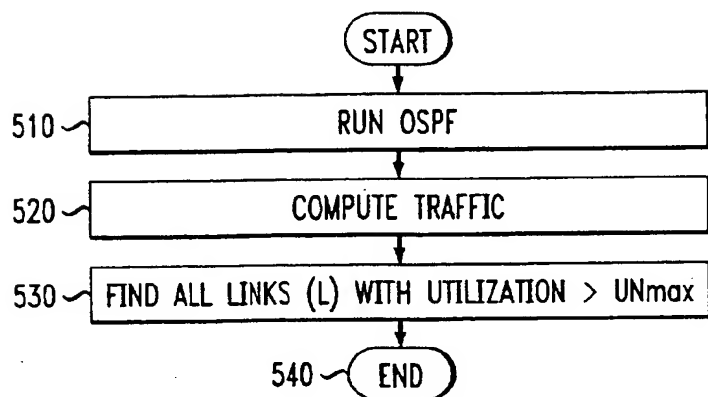 START
510 RUN OSPF
520 COMPUTE TRAFFIC
530 FIND ALL LINKS (L) WITH UTILIZATION > UNmax
540 END